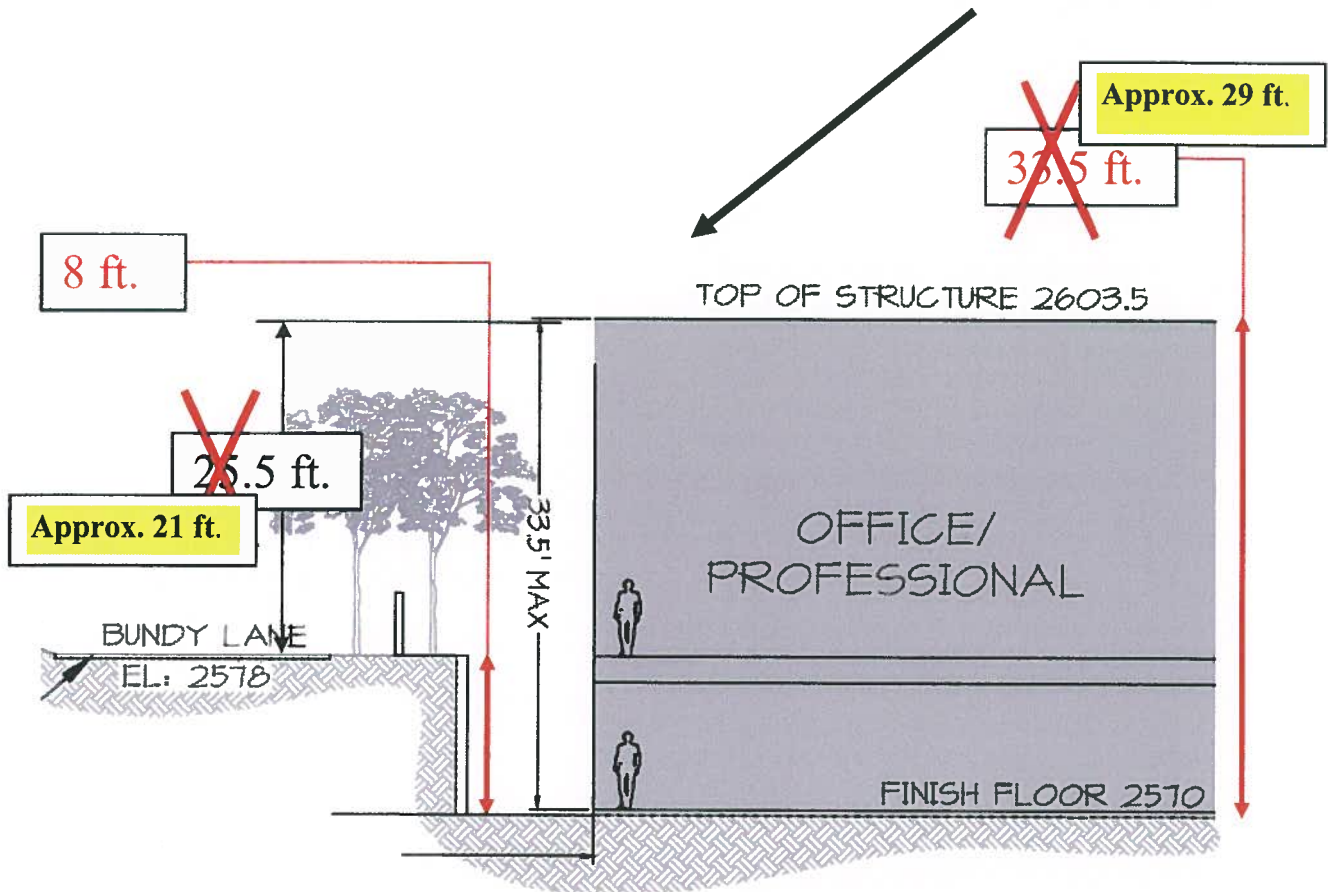 Approx. 29 ft.
33.5 ft.
8 ft.
TOP OF STRUCTURE 2603.5
25.5 ft.
Approx. 21 ft.
33.5' MAX
OFFICE/
PROFESSIONAL
BUNDY LANE
EL: 2578
FINISH FLOOR 2570